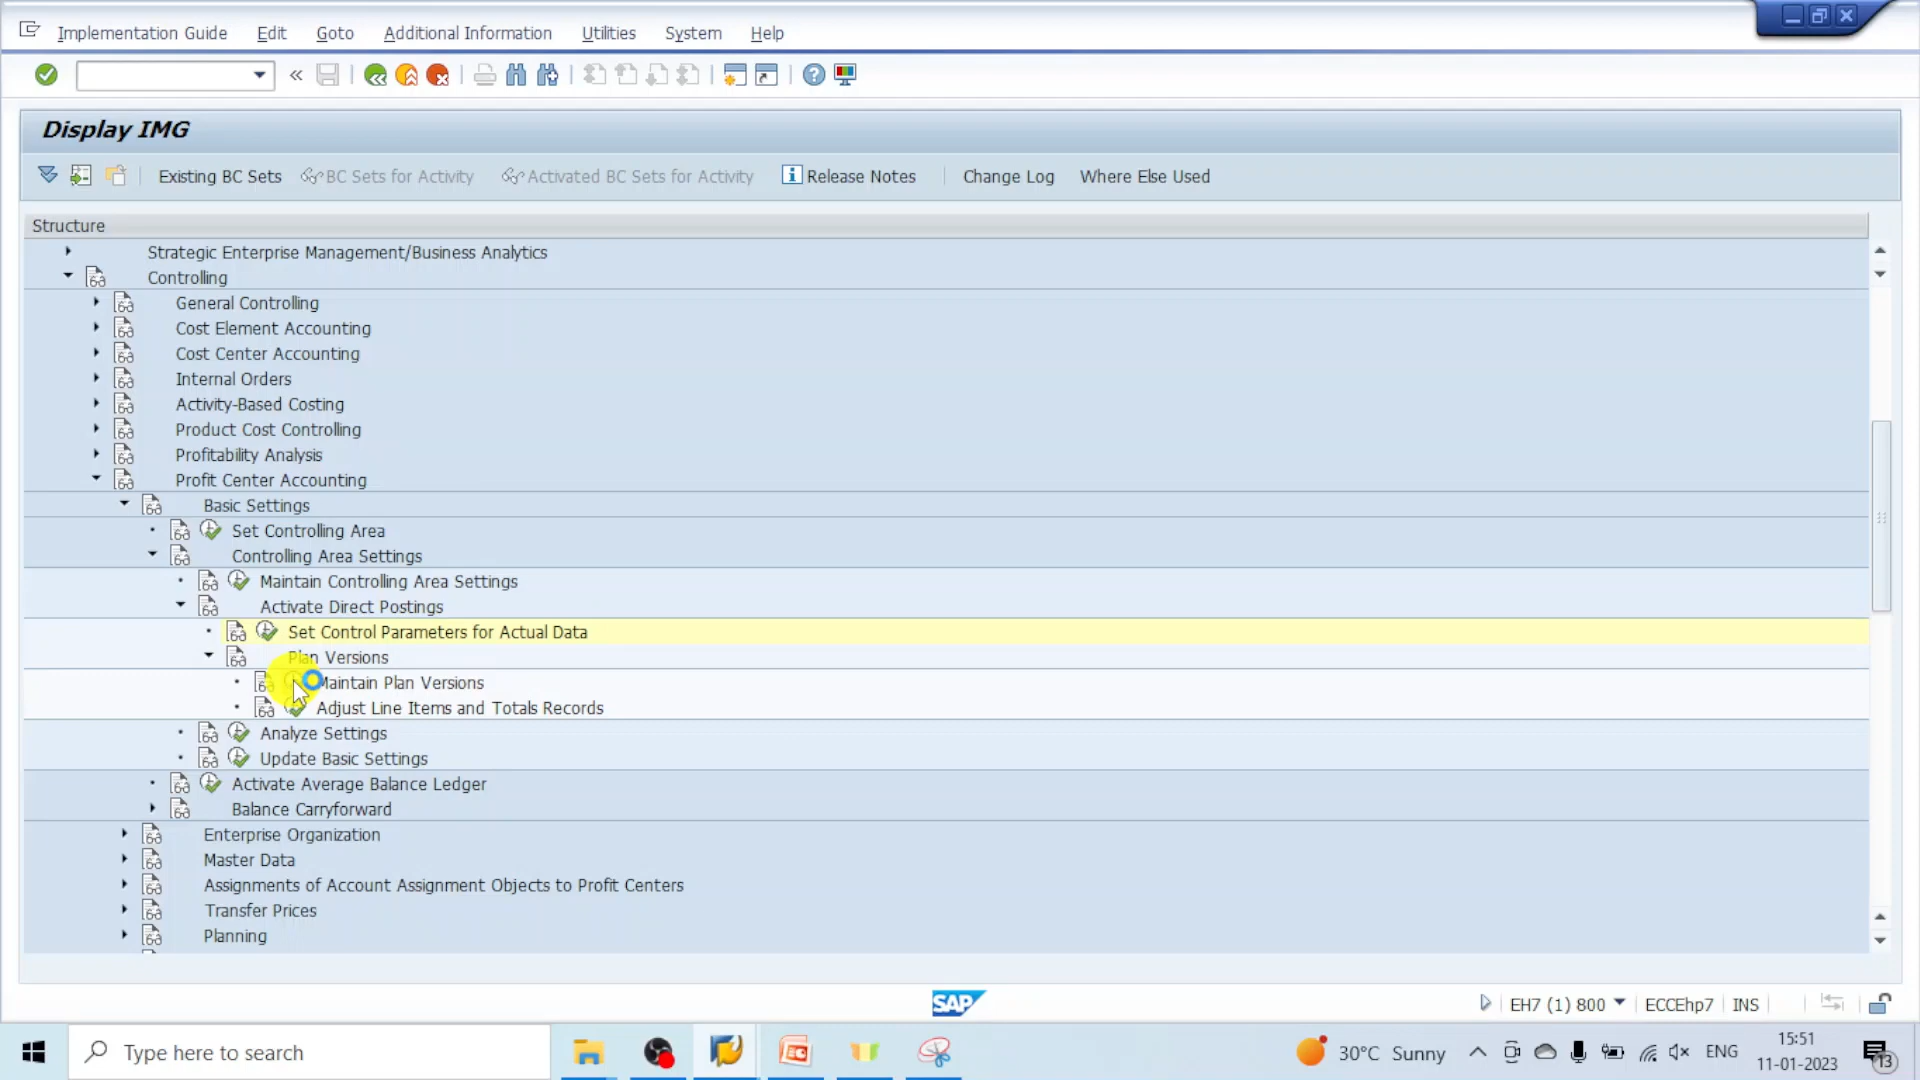 Implementation Guide Edit Goto Additional Information Utilities System Help
Display IMG
Existing BC Sets BC Sets for Activity Activated BC Sets for Activity Release Notes Change Log Where Else Used
Structure
Strategic Enterprise Management/Business Analytics
Controlling
General Controlling
Cost Element Accounting
Cost Center Accounting
Internal Orders
Activity-Based Costing
Product Cost Controlling
Profitability Analysis
Profit Center Accounting
Basic Settings
Set Controlling Area
Controlling Area Settings
Maintain Controlling Area Settings
Activate Direct Postings
Set Control Parameters for Actual Data
Plan Versions
Maintain Plan Versions
Adjust Line Items and Totals Records
Analyze Settings
Update Basic Settings
Activate Average Balance Ledger
Balance Carryforward
Enterprise Organization
Master Data
Assignments of Account Assignment Objects to Profit Centers
Transfer Prices
Planning
SAP EH7 (1) 800 ECCEhp7 INS
Type here to search 30°C Sunny ENG 15:51
11-01-2023 13